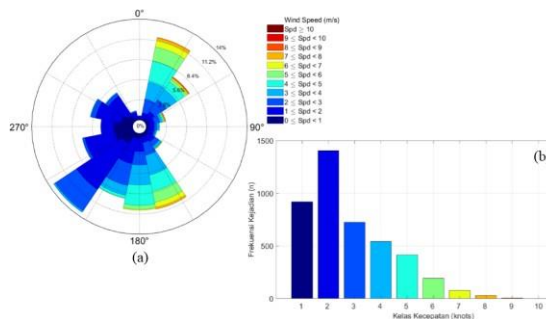 0°
Wind Speed (m/s)
Spd ≥ 10
9 ≤ Spd < 10
8 ≤ Spd < 9
7 ≤ Spd < 8
6 ≤ Spd < 7
5 ≤ Spd < 6
4 ≤ Spd < 5
3 ≤ Spd < 4
2 ≤ Spd < 3
1 ≤ Spd < 2
0 ≤ Spd < 1
14%
11.2%
8.4%
5.6%
0%
270°
90°
180°
(a)
(b)
1500
1000
500
0
Frekuensi Kejadian (n)
1 2 3 4 5 6 7 8 9 10
Kelas Kecepatan (knots)